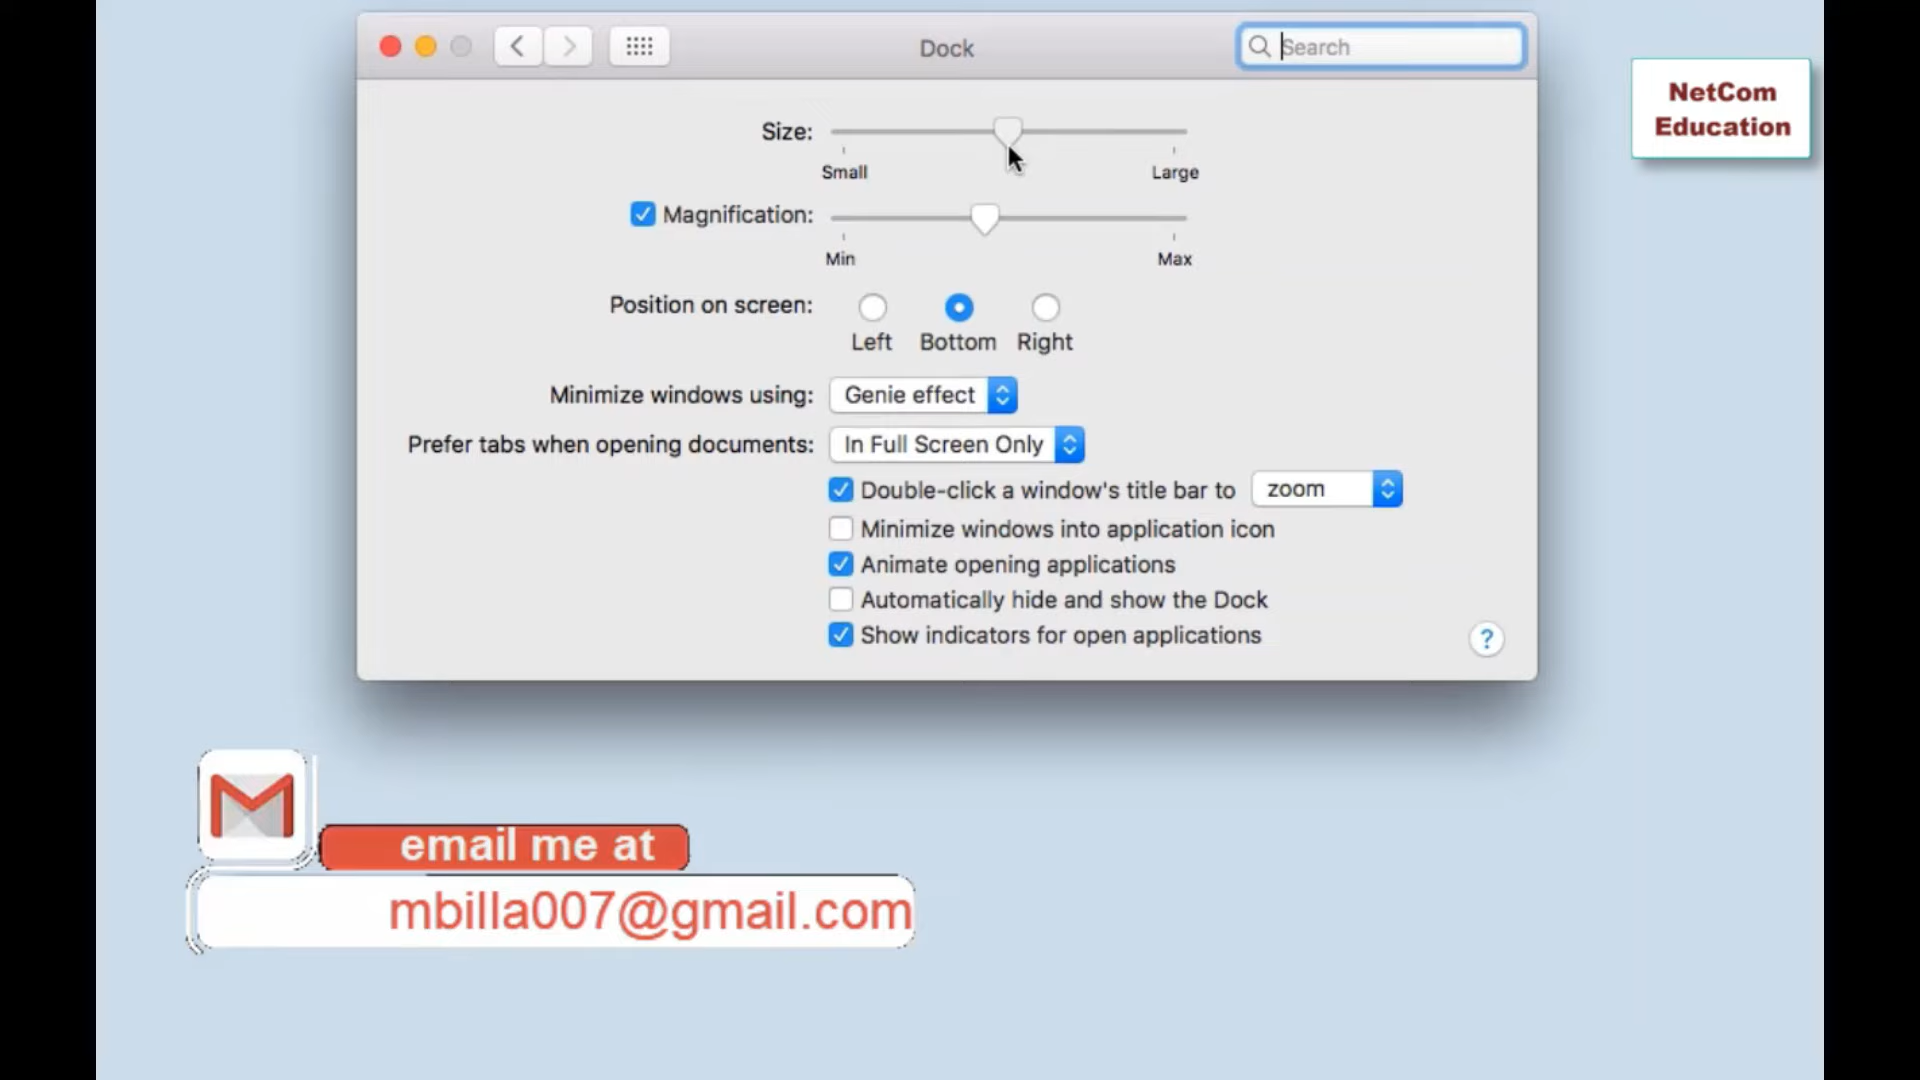 Dock
Search
NetCom
Education
Size:
Small
Large
Magnification:
Min
Max
Position on screen:
Left
Bottom
Right
Minimize windows using:
Genie effect
Prefer tabs when opening documents:
In Full Screen Only
Double-click a window's title bar to
zoom
Minimize windows into application icon
Animate opening applications
Automatically hide and show the Dock
Show indicators for open applications
?
email me at
mbilla007@gmail.com